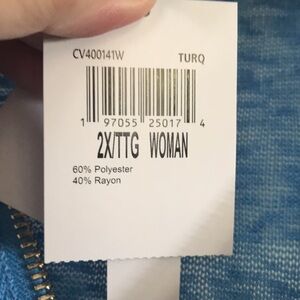 CV400141W TURQ
1 97055 25017 4
2X/TTG WOMAN
60% Polyester
40% Rayon